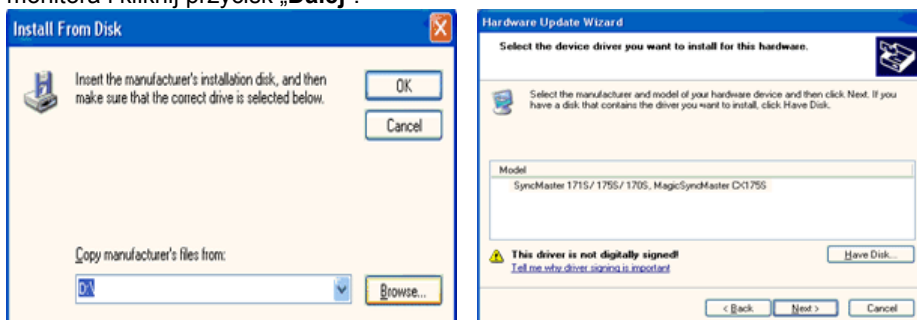 monitora i kliknij przycisk „Dalej".
Install From Disk
Insert the manufacturer's installation disk, and then
make sure that the correct drive is selected below.
OK
Cancel
Copy manufacturer's files from:
D:\
Browse...
Hardware Update Wizard
Select the device driver you want to install for this hardware.
Select the manufacturer and model of your hardware device and then click Next. If you
have a disk that contains the driver you want to install, click Have Disk.
Model
SyncMaster 171S/ 175S/ 170S, MagicSyncMaster CX175S
This driver is not digitally signed!
Tell me why driver signing is important
Have Disk...
< Back
Next >
Cancel